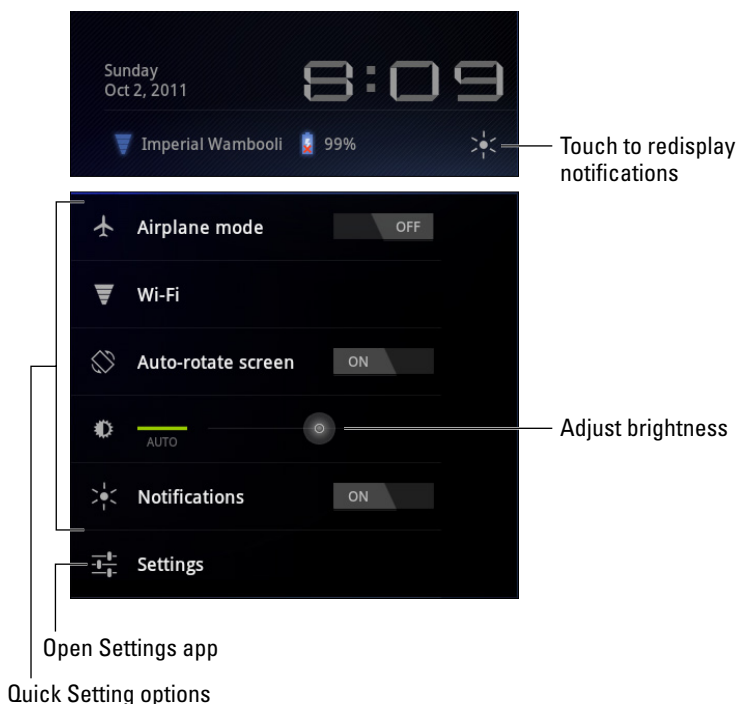 Sunday
Oct 2, 2011
8:09
Imperial Wambooli 99%
Touch to redisplay
notifications
Airplane mode OFF
Wi-Fi
Auto-rotate screen ON
AUTO
Adjust brightness
Notifications ON
Settings
Open Settings app
Quick Setting options